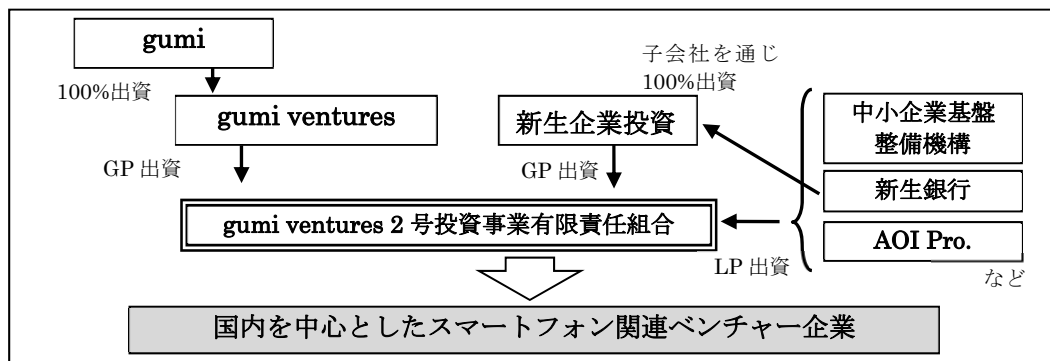 gumi
子会社を通じ
100%出資
100%出資
gumi ventures
新生企業投資
中小企業基盤
整備機構
GP 出資
GP 出資
新生銀行
gumi ventures 2 号投資事業有限責任組合
AOI Pro.
LP 出資
など
国内を中心としたスマートフォン関連ベンチャー企業